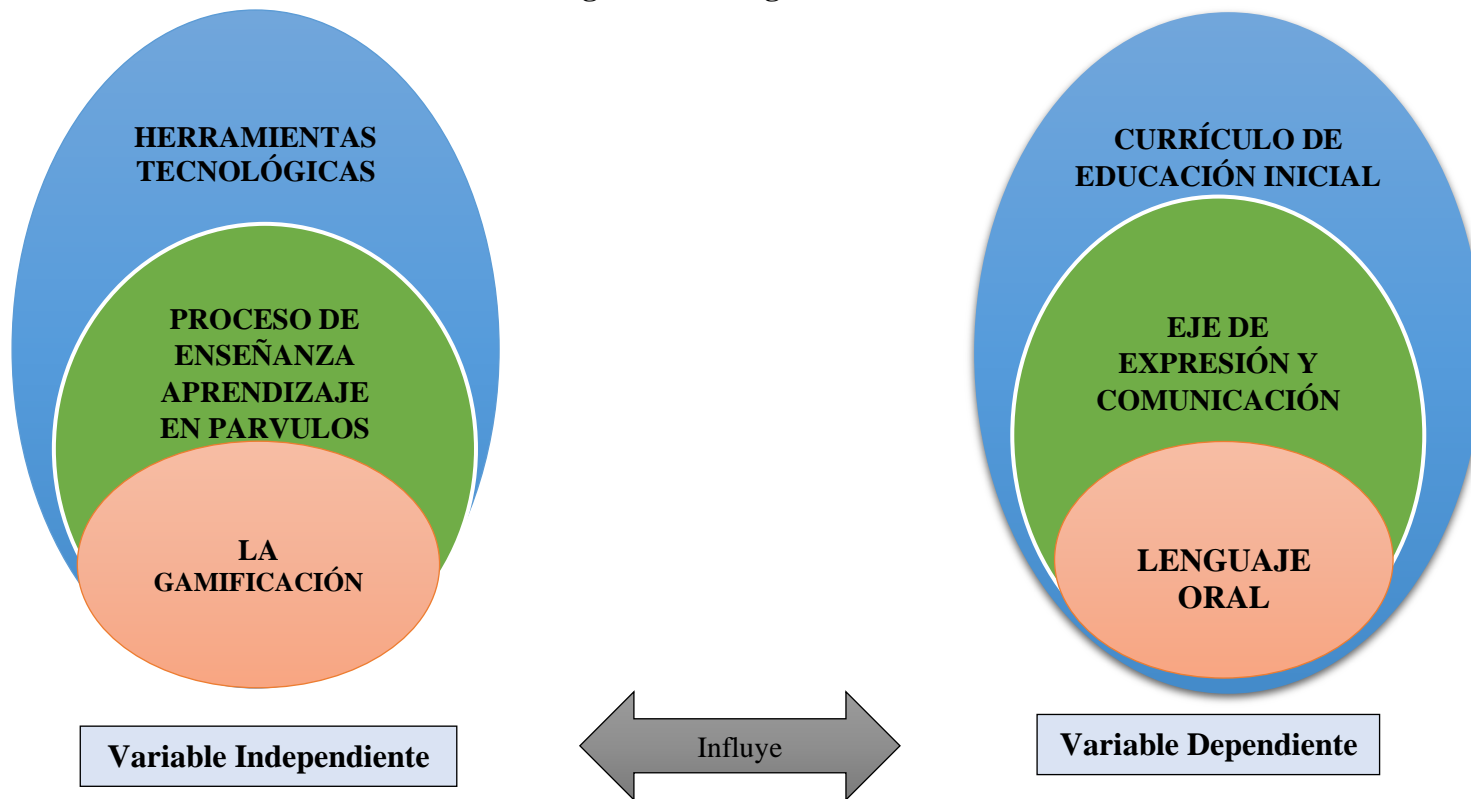 HERRAMIENTAS
TECNOLÓGICAS
PROCESO DE
ENSEÑANZA
APRENDIZAJE
EN PARVULOS
LA
GAMIFICACIÓN
Variable Independiente
Influye
CURRÍCULO DE
EDUCACIÓN INICIAL
EJE DE
EXPRESIÓN Y
COMUNICACIÓN
LENGUAJE
ORAL
Variable Dependiente